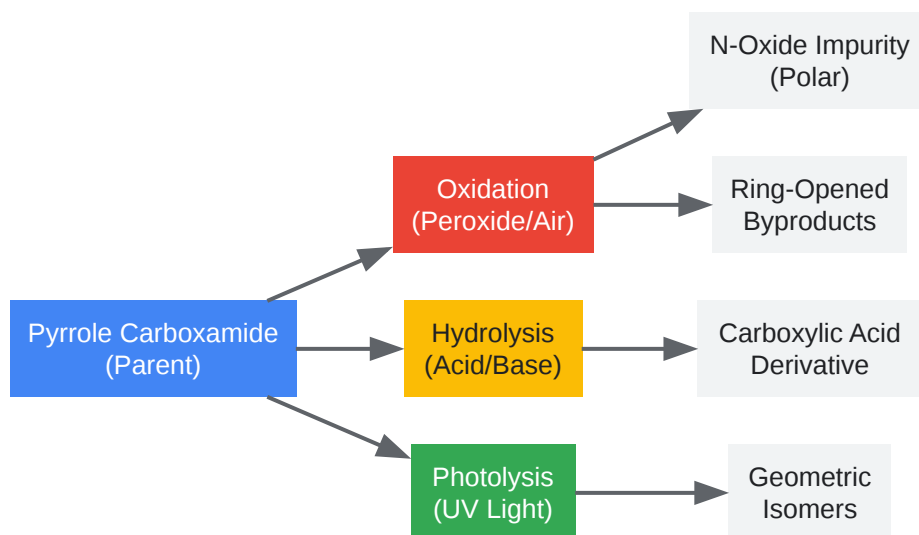 N-Oxide Impurity
(Polar)
Oxidation
(Peroxide/Air)
Ring-Opened
Byproducts
Pyrrole Carboxamide
(Parent)
Hydrolysis
(Acid/Base)
Carboxylic Acid
Derivative
Photolysis
(UV Light)
Geometric
Isomers